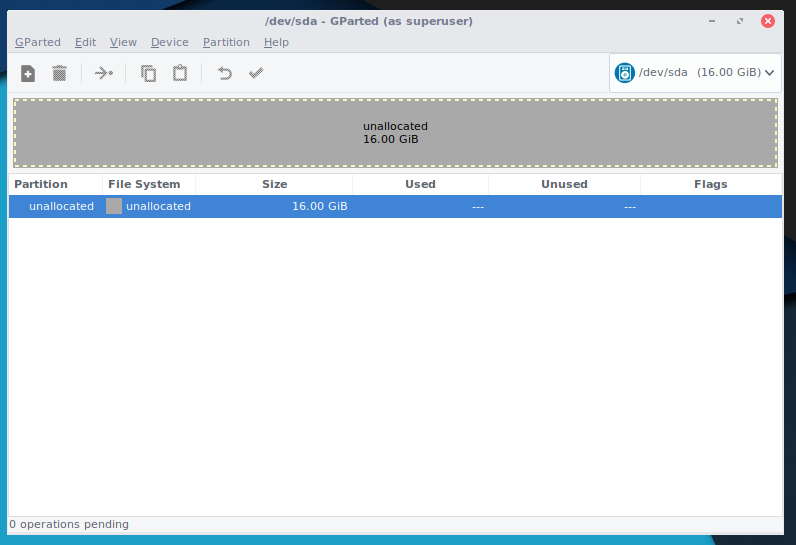 /dev/sda - GParted (as superuser)
GParted Edit View Device Partition Help
/dev/sda (16.00 GiB)
unallocated
16.00 GiB
Partition File System Size Used Unused Flags
unallocated unallocated 16.00 GiB --- ---
0 operations pending